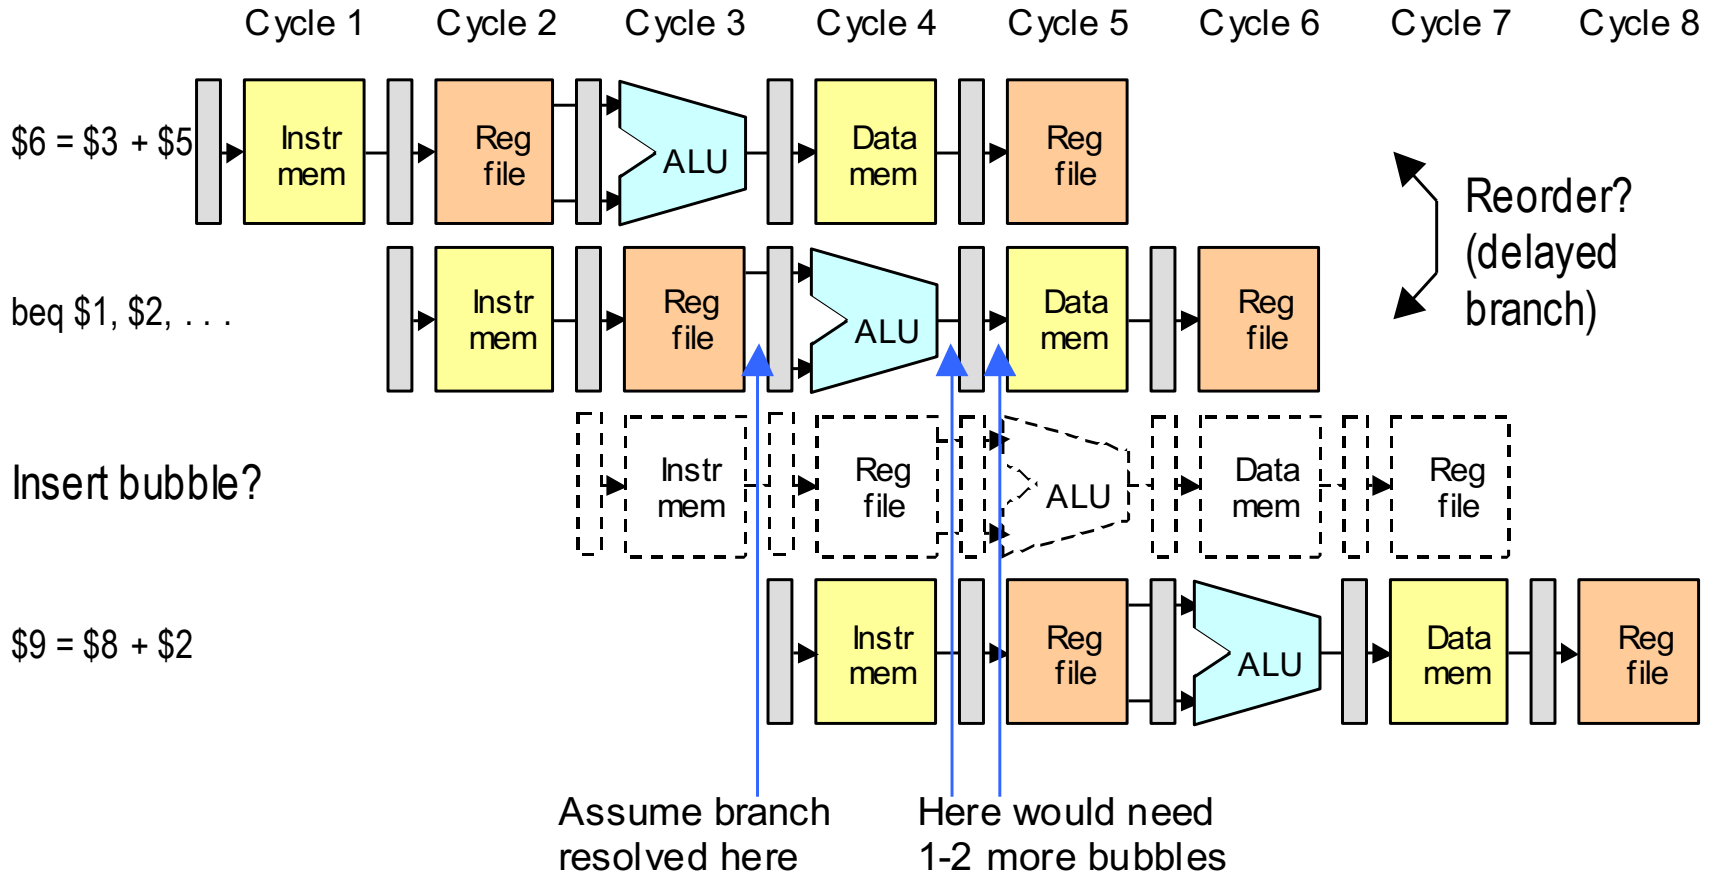 Cycle 1 Cycle 2 Cycle 3 Cycle 4 Cycle 5 Cycle 6 Cycle 7 Cycle 8
$6 = $3 + $5
Instr
mem
Reg
file
ALU
Data
mem
Reg
file
Reorder?
(delayed
branch)
beq $1, $2, . . .
Instr
mem
Reg
file
ALU
Data
mem
Reg
file
Insert bubble?
Instr
mem
Reg
file
ALU
Data
mem
Reg
file
$9 = $8 + $2
Instr
mem
Reg
file
ALU
Data
mem
Reg
file
Assume branch
resolved here
Here would need
1-2 more bubbles